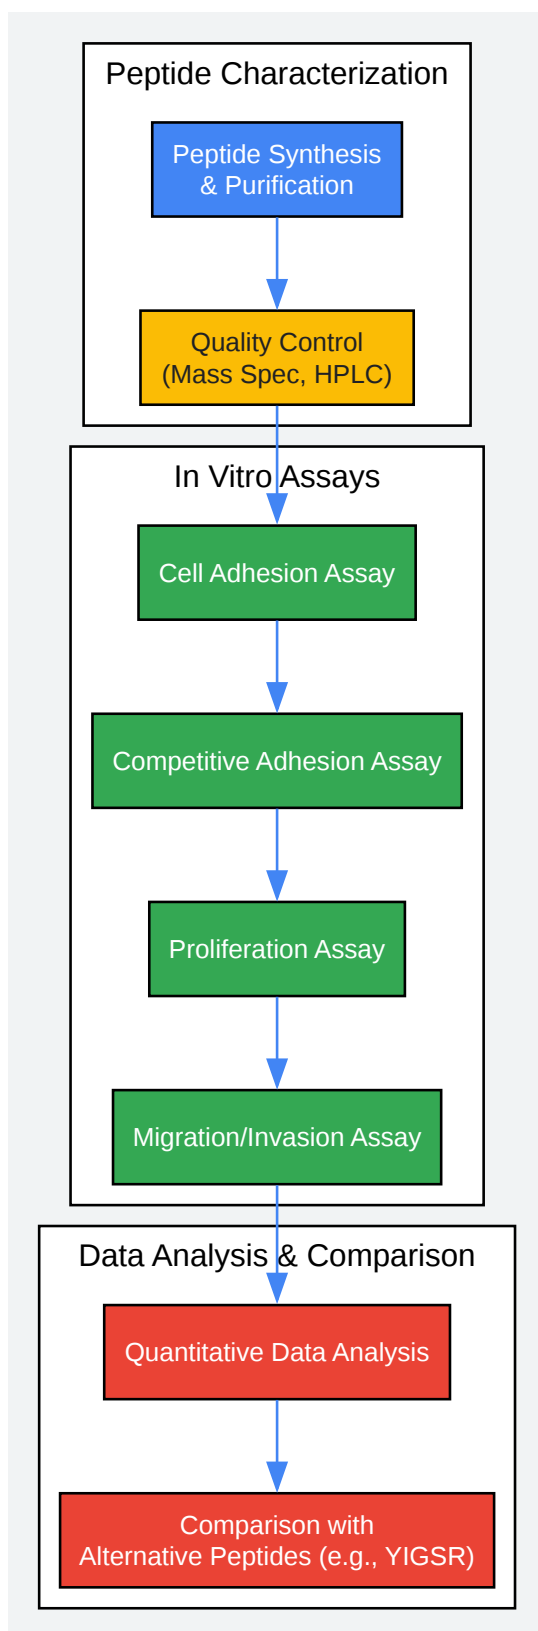 Peptide Characterization
Peptide Synthesis
& Purification
Quality Control
(Mass Spec, HPLC)
In Vitro Assays
Cell Adhesion Assay
Competitive Adhesion Assay
Proliferation Assay
Migration/Invasion Assay
Data Analysis & Comparison
Quantitative Data Analysis
Comparison with
Alternative Peptides (e.g., YIGSR)